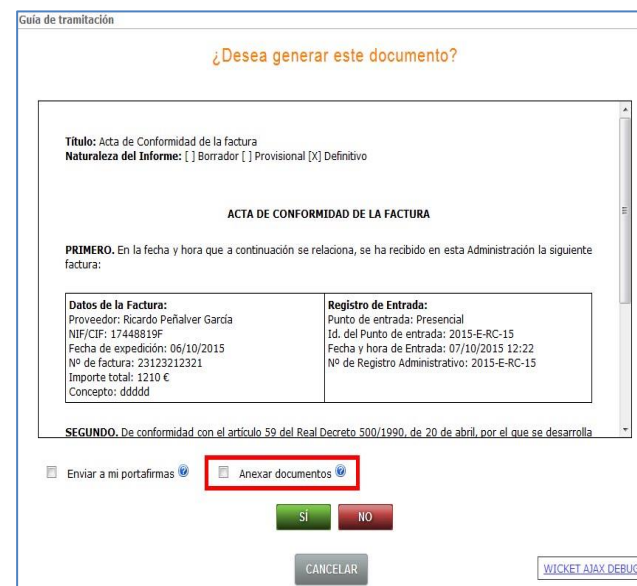 Guía de tramitación
¿Desea generar este documento?
Título: Acta de Conformidad de la factura
Naturaleza del Informe: [ ] Borrador [ ] Provisional [X] Definitivo
ACTA DE CONFORMIDAD DE LA FACTURA
PRIMERO. En la fecha y hora que a continuación se relaciona, se ha recibido en esta Administración la siguiente
factura:
Datos de la Factura:
Proveedor: Ricardo Peñalver García
NIF/CIF: 17448819F
Fecha de expedición: 06/10/2015
Nº de factura: 23123212321
Importe total: 1210 €
Concepto: ddddd
Registro de Entrada:
Punto de entrada: Presencial
Id. del Punto de entrada: 2015-E-RC-15
Fecha y hora de Entrada: 07/10/2015 12:22
Nº de Registro Administrativo: 2015-E-RC-15
SEGUNDO. De conformidad con el artículo 59 del Real Decreto 500/1990, de 20 de abril, por el que se desarrolla
Enviar a mi portafirmas
Anexar documentos
SÍ
NO
CANCELAR
WICKET AJAX DEBUG